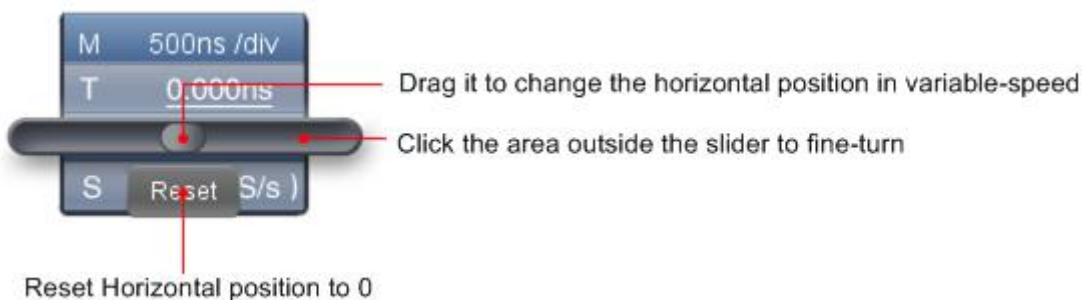 M 500ns /div
T 0.000ns
Drag it to change the horizontal position in variable-speed
Click the area outside the slider to fine-turn
S Reset S/s )
Reset Horizontal position to 0